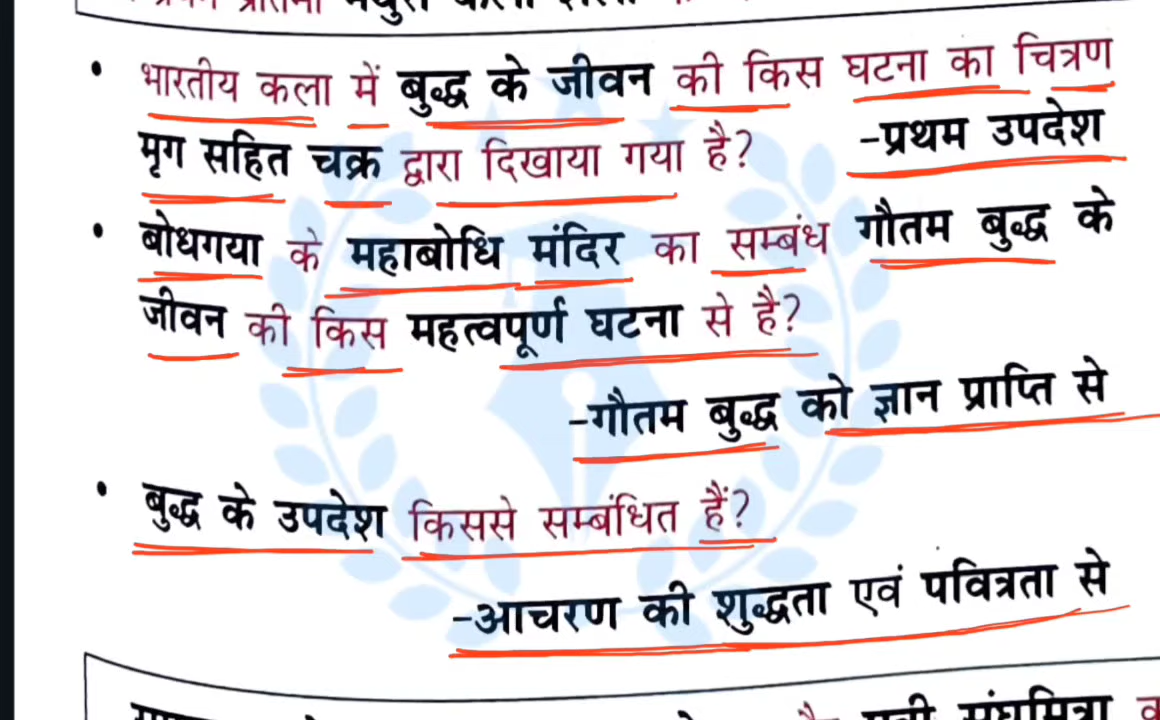 • भारतीय कला में बुद्ध के जीवन की किस घटना का चित्रण
मृग सहित चक्र द्वारा दिखाया गया है? -प्रथम उपदेश
• बोधगया के महाबोधि मंदिर का सम्बंध गौतम बुद्ध के
जीवन की किस महत्वपूर्ण घटना से है?
-गौतम बुद्ध को ज्ञान प्राप्ति से
• बुद्ध के उपदेश किससे सम्बंधित हैं?
-आचरण की शुद्धता एवं पवित्रता से
संघमित्रा